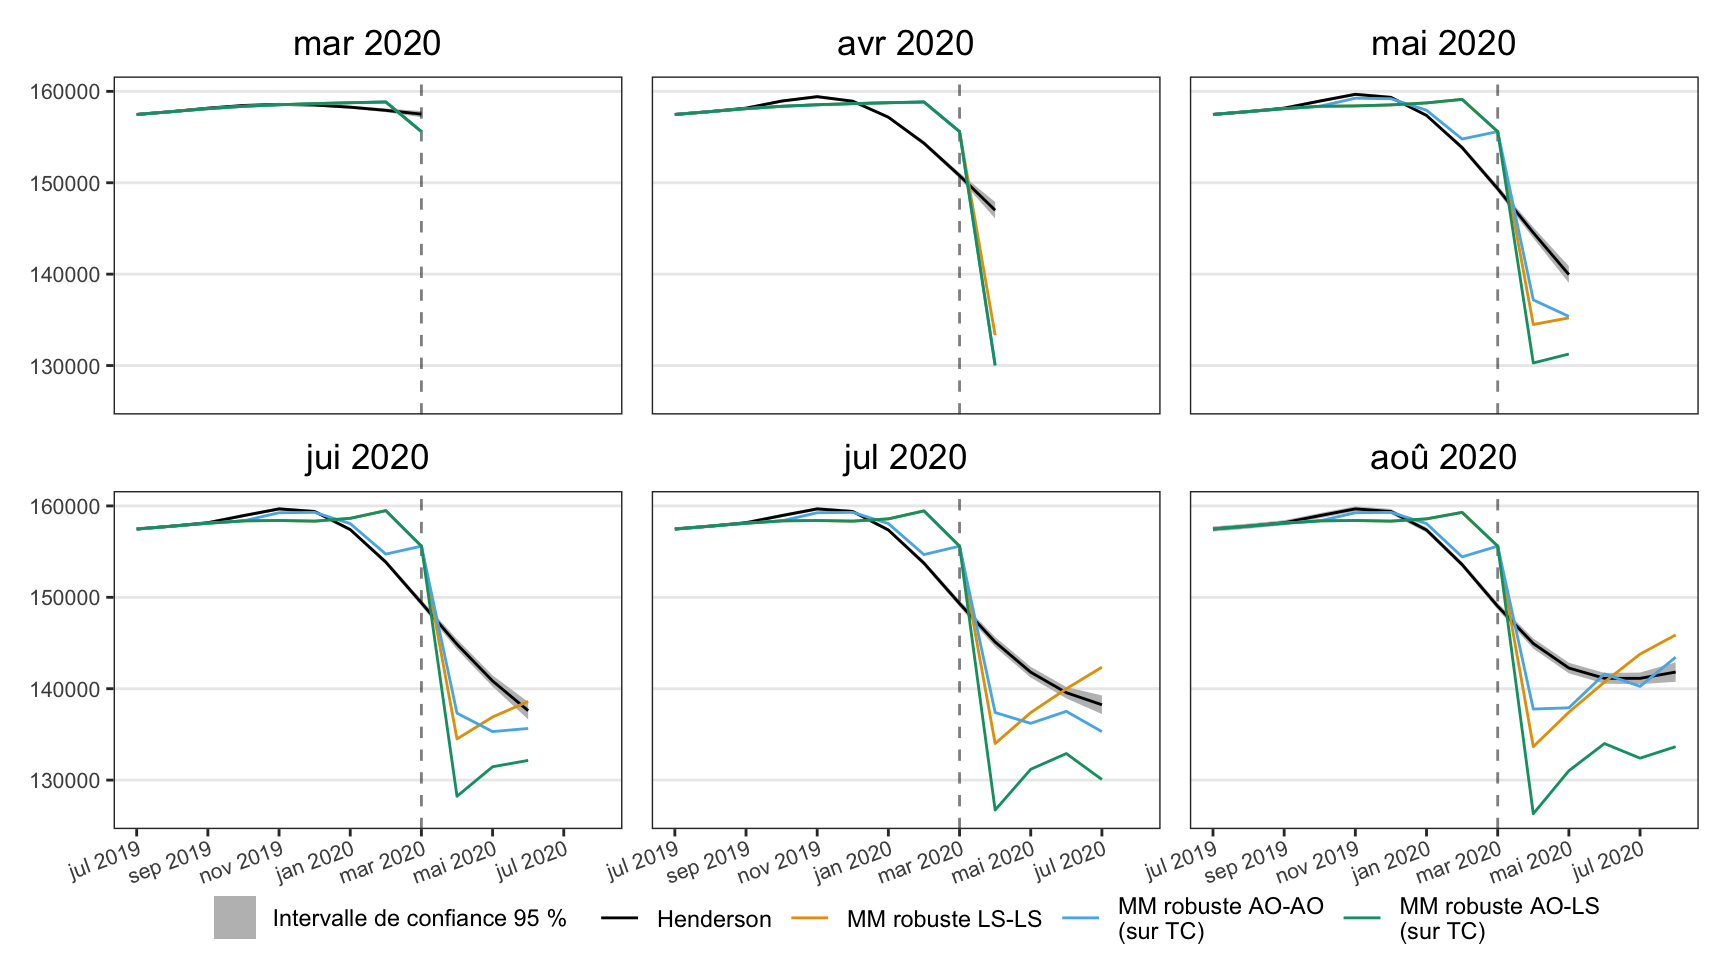 mar 2020
avr 2020
mai 2020
160000
150000
140000
130000
jui 2020
jul 2020
aoû 2020
160000
150000
140000
130000
jul 2019
sep 2019
nov 2019
jan 2020
mar 2020
mai 2020
jul 2020
jul 2019
sep 2019
nov 2019
jan 2020
mar 2020
mai 2020
jul 2020
jul 2019
sep 2019
nov 2019
jan 2020
mar 2020
mai 2020
jul 2020
Intervalle de confiance 95 %
Henderson
MM robuste LS-LS
MM robuste AO-AO
(sur TC)
MM robuste AO-LS
(sur TC)